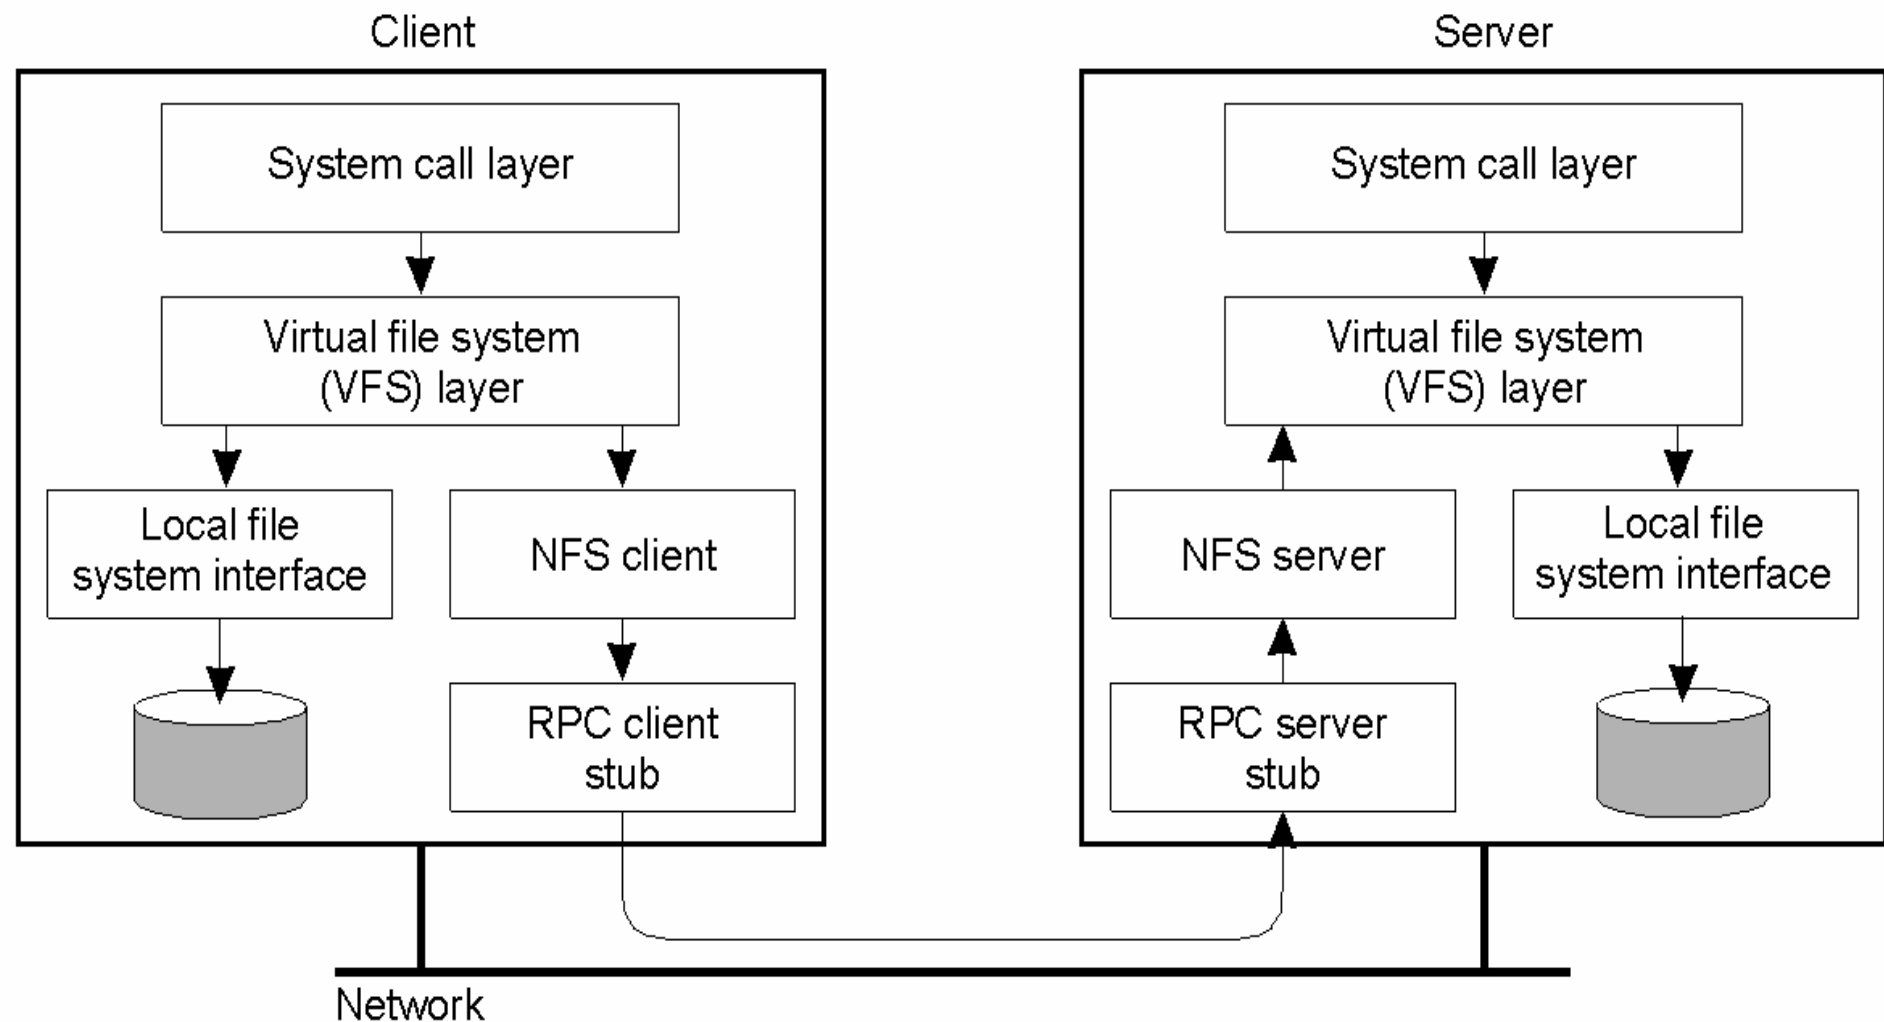 Client
System call layer
Virtual file system
(VFS) layer
Local file
system interface
NFS client
RPC client
stub
Server
System call layer
Virtual file system
(VFS) layer
NFS server
Local file
system interface
RPC server
stub
Network